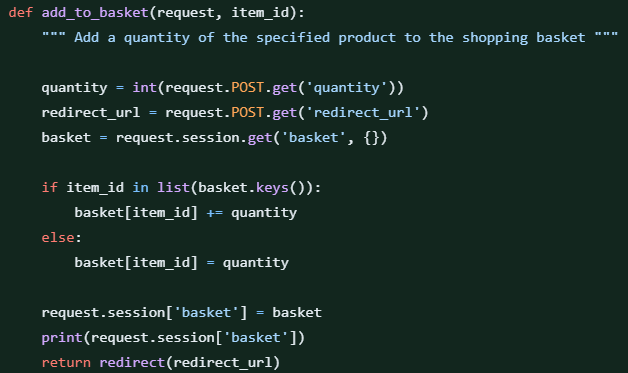 def add_to_basket(request, item_id):
    """ Add a quantity of the specified product to the shopping basket """

    quantity = int(request.POST.get('quantity'))
    redirect_url = request.POST.get('redirect_url')
    basket = request.session.get('basket', {})

    if item_id in list(basket.keys()):
        basket[item_id] += quantity
    else:
        basket[item_id] = quantity

    request.session['basket'] = basket
    print(request.session['basket'])
    return redirect(redirect_url)